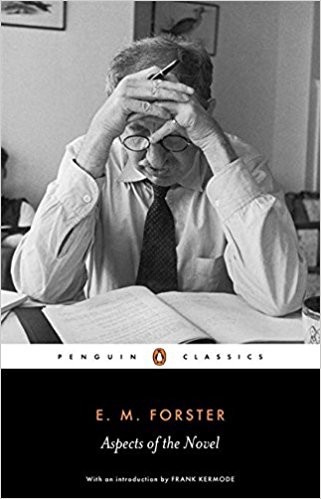 PENGUIN CLASSICS
E. M. FORSTER
Aspects of the Novel
With an introduction by FRANK KERMODE